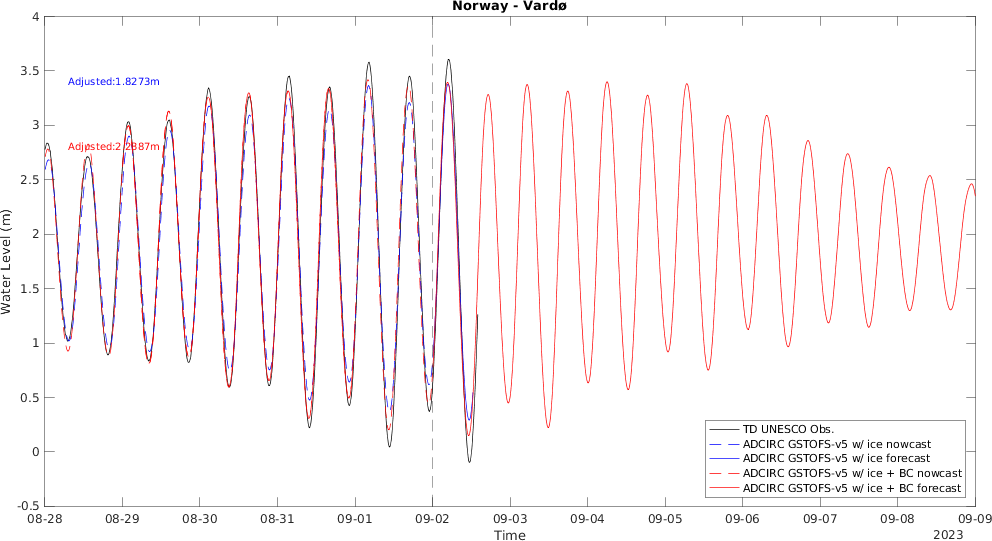 Norway - Vardø
4
3.5
3
2.5
2
1.5
1
0.5
0
-0.5
Water Level (m)
Adjusted:1.8273m
Adjusted:2.2387m
TD UNESCO Obs.
ADCIRC GSTOFS-v5 w/ ice nowcast
ADCIRC GSTOFS-v5 w/ ice forecast
ADCIRC GSTOFS-v5 w/ ice + BC nowcast
ADCIRC GSTOFS-v5 w/ ice + BC forecast
08-28 08-29 08-30 08-31 09-01 09-02 09-03 09-04 09-05 09-06 09-07 09-08 09-09
Time
2023